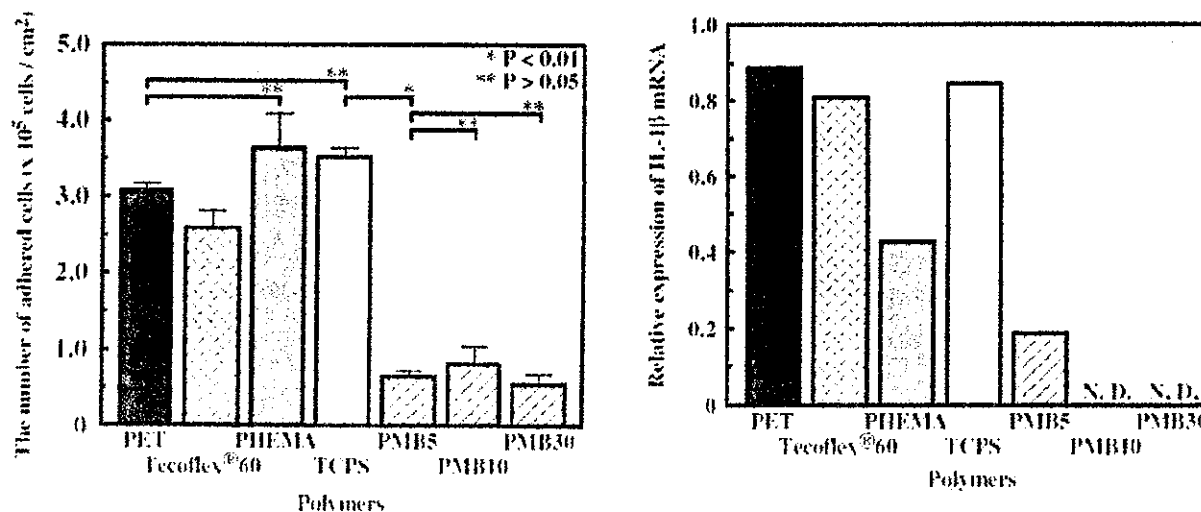 The number of adhered cells (x 10⁵ cells / cm²)
5.0
4.0
3.0
2.0
1.0
0
* P < 0.01
** P > 0.05
**
**
*
**
**
PET
PHEMA
PMB5
PMB30
Tecoflex®60
TCPS
PMB10
Polymers
Relative expression of IL-1β mRNA
0.8
0.6
0.4
0.2
0
N. D.
N. D.
PET
PHEMA
PMB5
PMB30
Tecoflex®60
TCPS
PMB10
Polymers